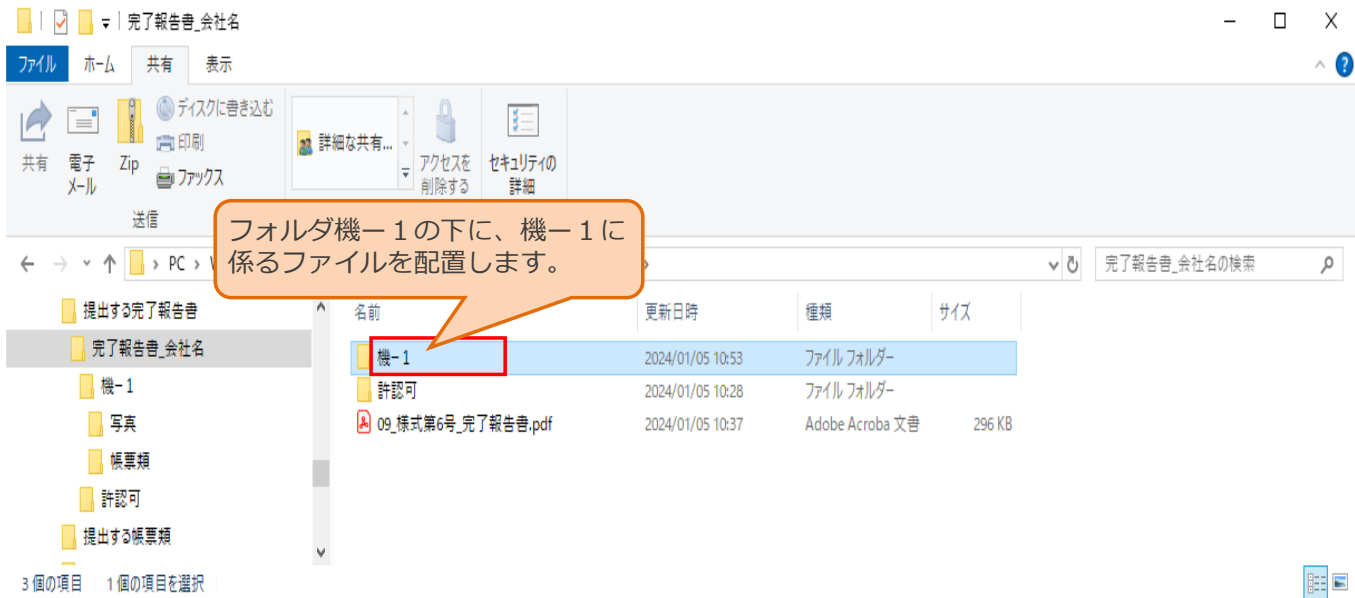 完了報告書_会社名
ファイル ホーム 共有 表示
共有
電子
メール
Zip
ディスクに書き込む
印刷
ファックス
詳細な共有...
アクセスを
削除する
セキュリティの
詳細
送信
フォルダ機ー１の下に、機ー１に
係るファイルを配置します。
PC
完了報告書_会社名の検索
提出する完了報告書
完了報告書_会社名
機ー1
写真
帳票類
許認可
提出する帳票類
名前 更新日時 種類 サイズ
機ー1 2024/01/05 10:53 ファイル フォルダー
許認可 2024/01/05 10:28 ファイル フォルダー
09_様式第6号_完了報告書.pdf 2024/01/05 10:37 Adobe Acroba 文書 296 KB
3 個の項目 1 個の項目を選択